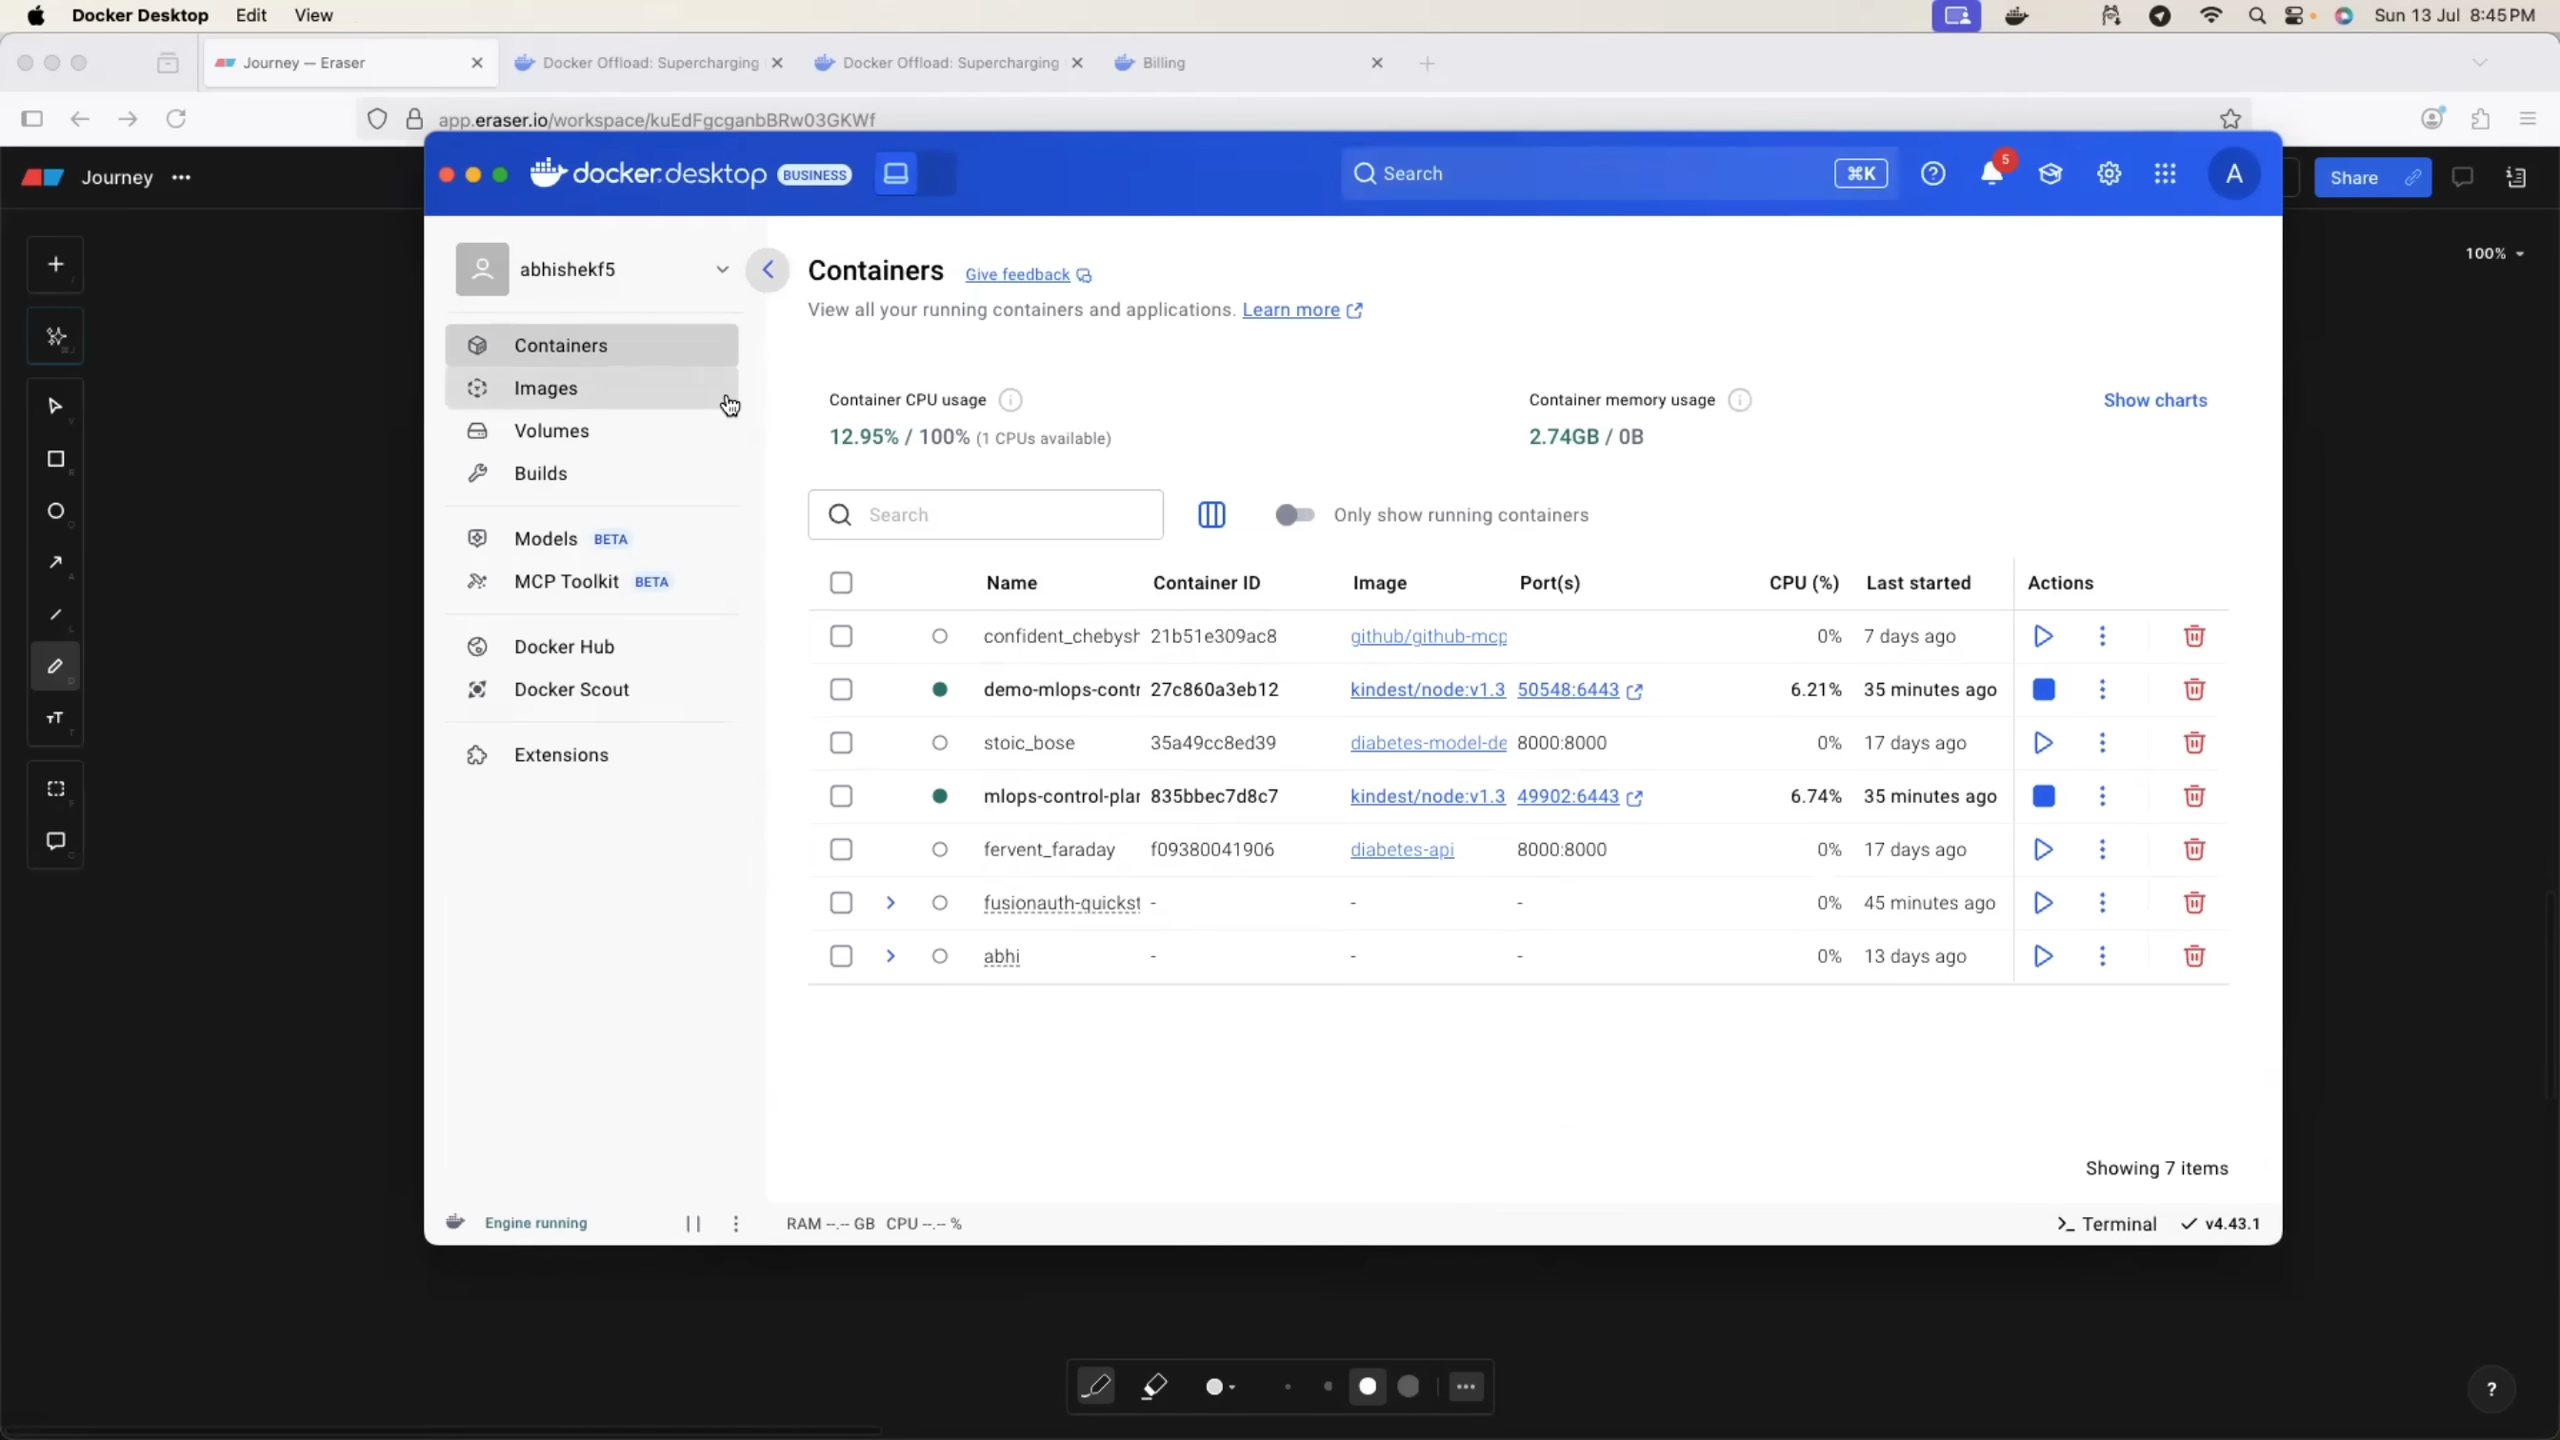 Docker Desktop Edit View Sun 13 Jul 8:45 PM
Journey — Eraser Docker Offload: Supercharging Docker Offload: Supercharging Billing
app.eraser.io/workspace/kuEdFgcganbBRw03GKWf
Journey ••• Share
100%
docker.desktop BUSINESS Search ⌘K 5 A
abhishekf5
Containers
Images
Volumes
Builds
Models BETA
MCP Toolkit BETA
Docker Hub
Docker Scout
Extensions
Containers Give feedback
View all your running containers and applications. Learn more
Container CPU usage
12.95% / 100% (1 CPUs available)
Container memory usage
2.74GB / 0B
Show charts
Search Only show running containers
Name Container ID Image Port(s) CPU (%) Last started Actions
confident_chebysh 21b51e309ac8 github/github-mcp 0% 7 days ago
demo-mlops-contr 27c860a3eb12 kindest/node:v1.3 50548:6443 6.21% 35 minutes ago
stoic_bose 35a49cc8ed39 diabetes-model-de 8000:8000 0% 17 days ago
mlops-control-plan 835bbec7d8c7 kindest/node:v1.3 49902:6443 6.74% 35 minutes ago
fervent_faraday f09380041906 diabetes-api 8000:8000 0% 17 days ago
fusionauth-quickst - - - 0% 45 minutes ago
abhi - - - 0% 13 days ago
Showing 7 items
Engine running RAM --.-- GB CPU --.-- % >_ Terminal v4.43.1
?